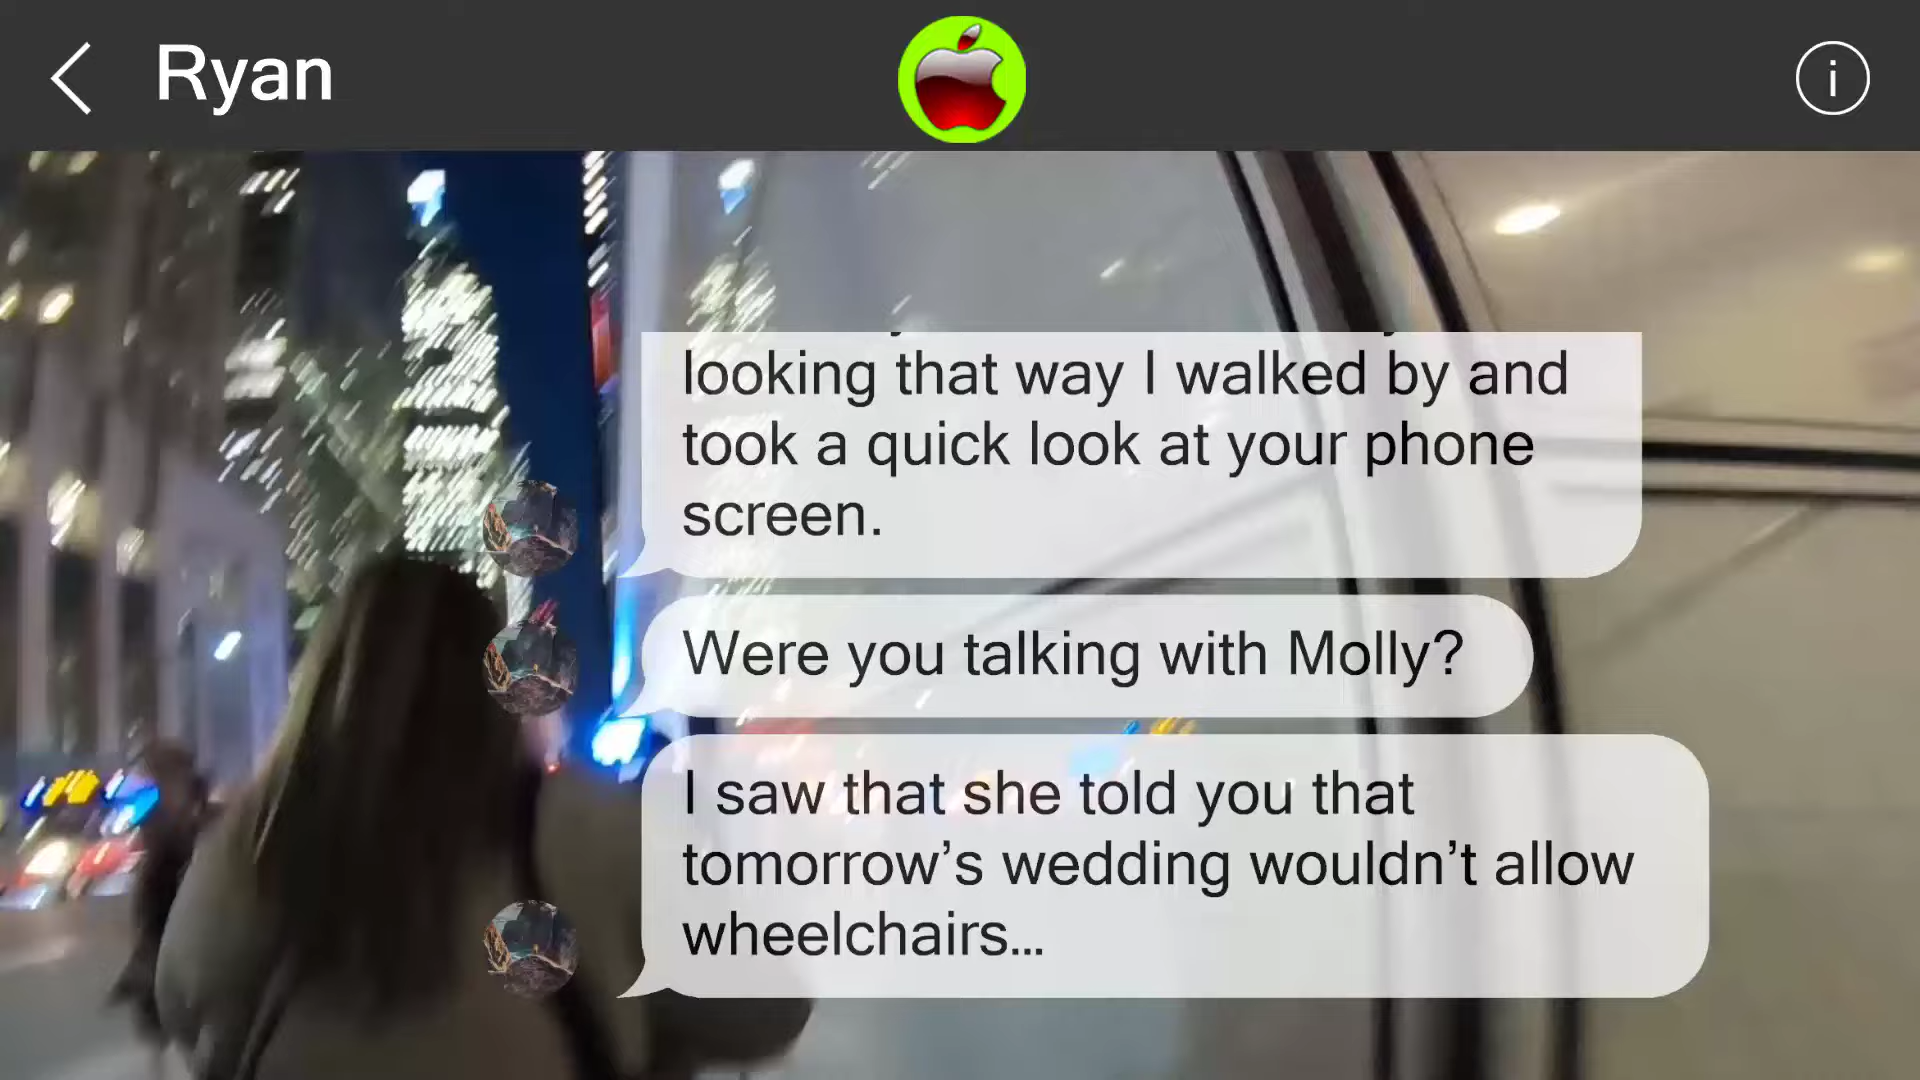 Ryan
looking that way I walked by and
took a quick look at your phone
screen.
Were you talking with Molly?
I saw that she told you that
tomorrow’s wedding wouldn’t allow
wheelchairs...